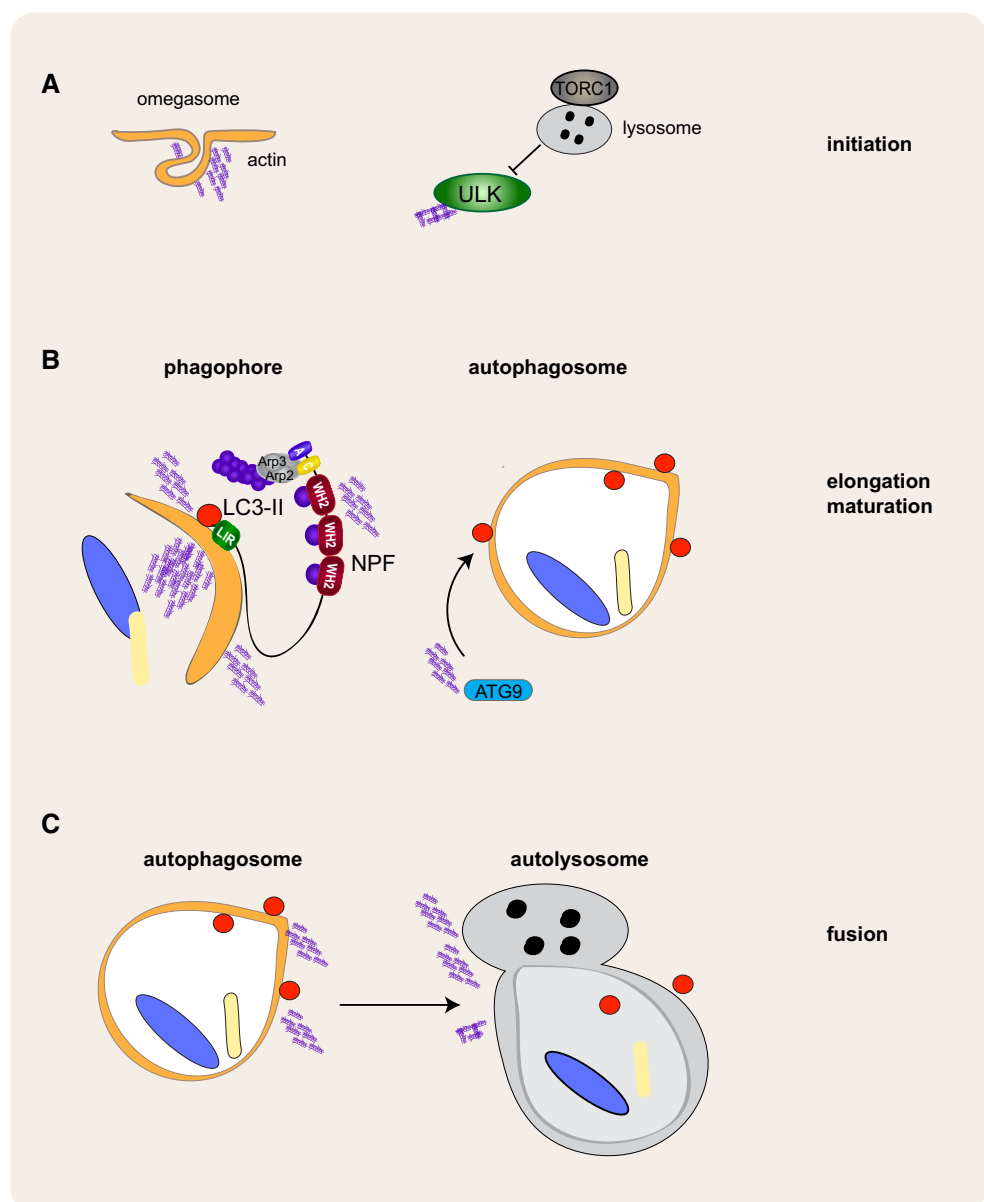 A
omegasome
actin
TORC1
lysosome
ULK
initiation
B
phagophore
autophagosome
Arp3
Arp2
A
C
LC3-II
LIR
WH2
WH2
WH2
NPF
ATG9
elongation
maturation
C
autophagosome
autolysosome
fusion